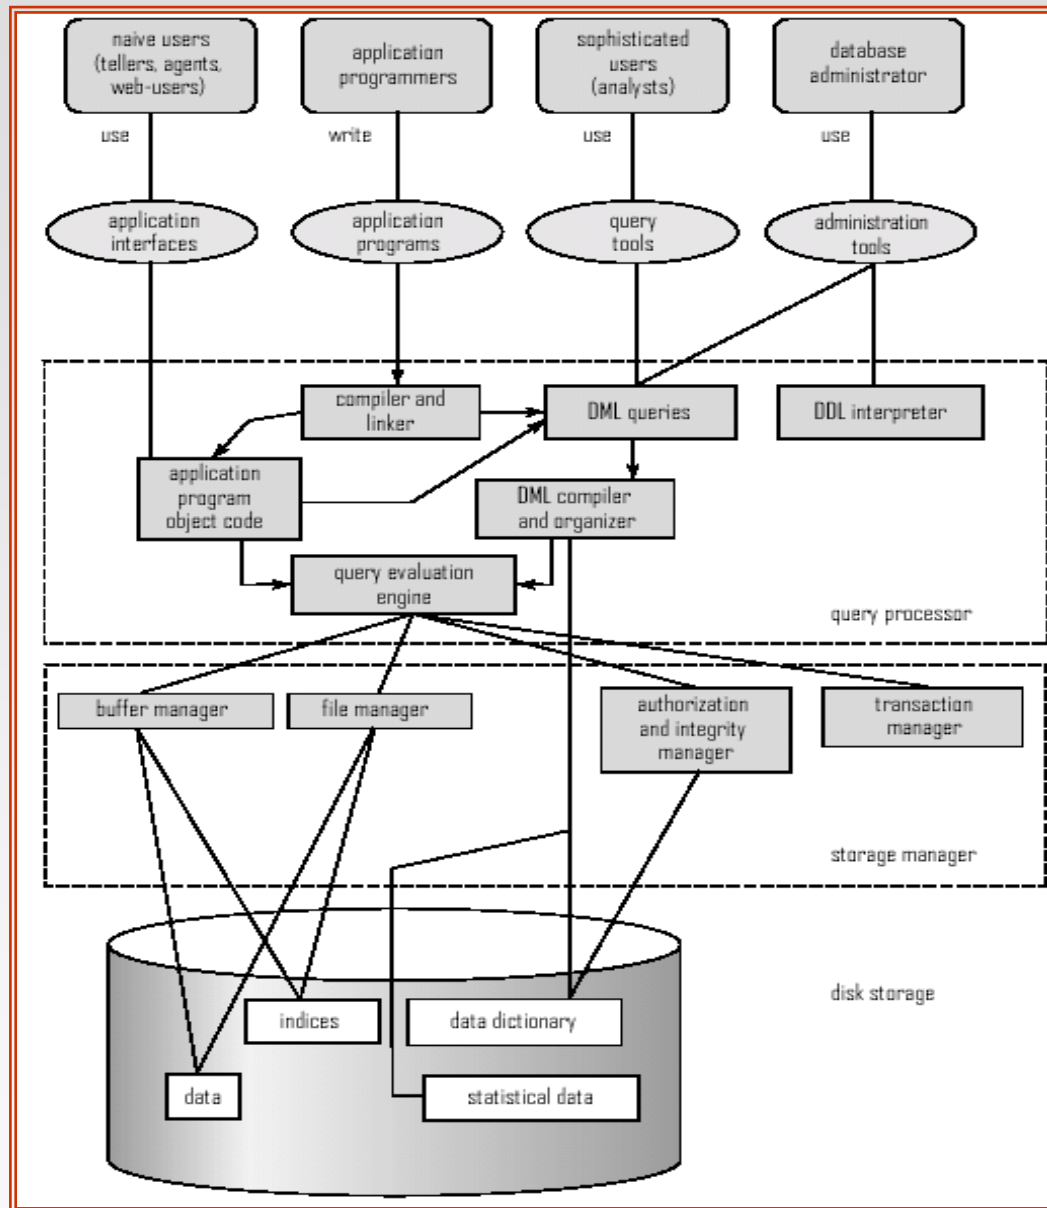 naive users
(tellers, agents,
web-users)
application
programmers
sophisticated
users
(analysts)
database
administrator
use
write
use
use
application
interfaces
application
programs
query
tools
administration
tools
compiler and
linker
DML queries
DDL interpreter
application
program
object code
DML compiler
and organizer
query evaluation
engine
query processor
buffer manager
file manager
authorization
and integrity
manager
transaction
manager
storage manager
disk storage
indices
data dictionary
data
statistical data